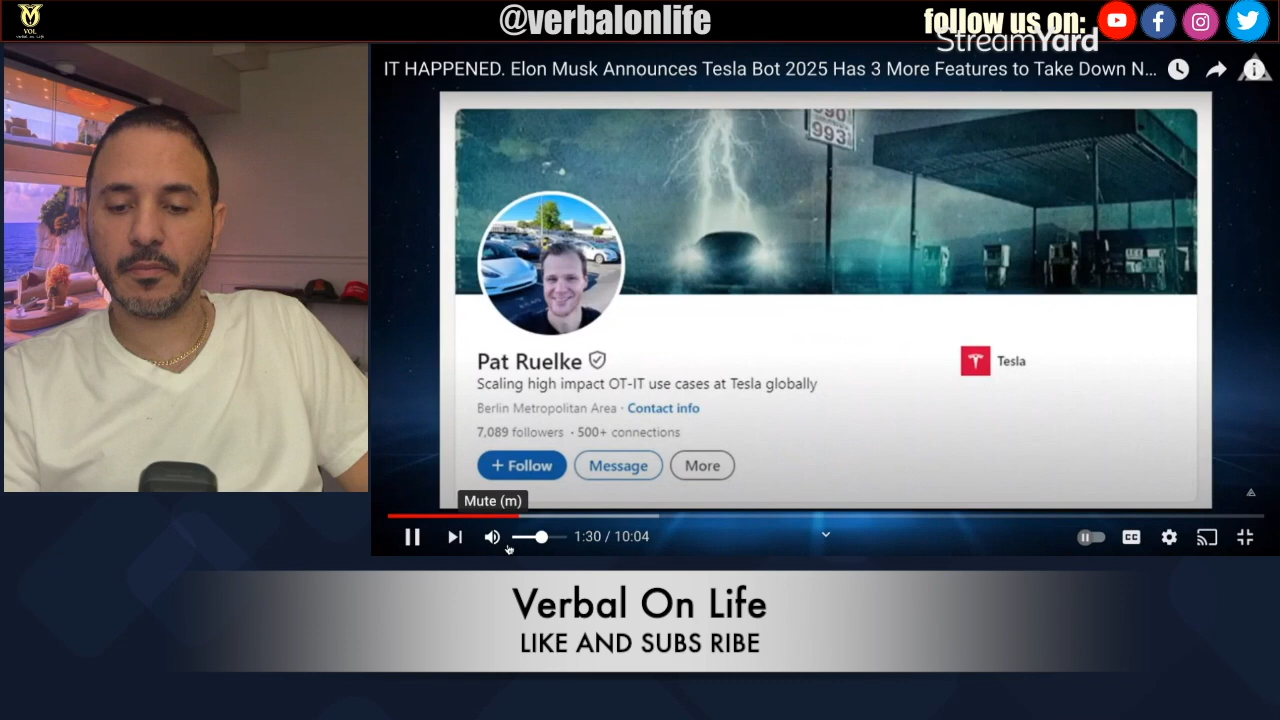 VOL
@verbalonlife
follow us on:
StreamYard
IT HAPPENED. Elon Musk Announces Tesla Bot 2025 Has 3 More Features to Take Down N...
993
Pat Ruelke
Tesla
Scaling high impact OT-IT use cases at Tesla globally
Berlin Metropolitan Area · Contact info
7,089 followers · 500+ connections
+ Follow
Message
More
Mute (m)
1:30 / 10:04
CC
Verbal On Life
LIKE AND SUBS RIBE